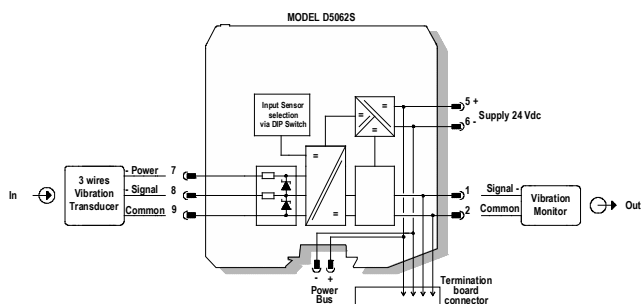 MODEL D5062S
Input Sensor
selection
via DIP Switch
=
=
=
=
5 +
6 -
Supply 24 Vdc
In
3 wires
Vibration
Transducer
- Power 7
- Signal 8
Common 9
1 Signal -
2 Common
Vibration
Monitor
Out
- +
Power
Bus
Termination
board
connector